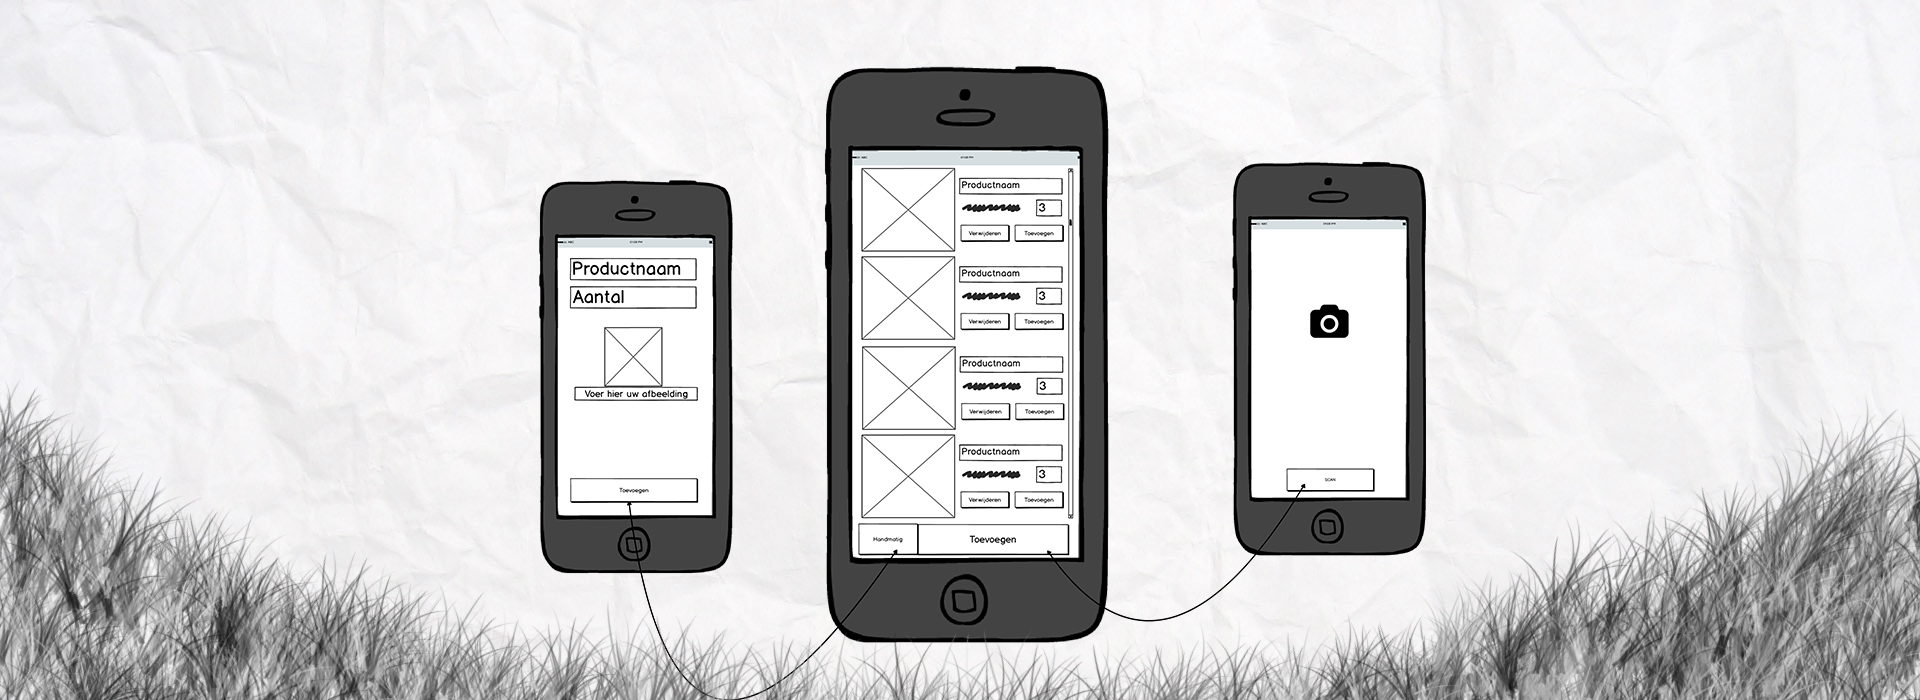 Productnaam
Aantal
Voer hier uw afbeelding
Toevoegen
Productnaam
3
Verwijderen Toevoegen
Productnaam
3
Verwijderen Toevoegen
Productnaam
3
Verwijderen Toevoegen
Productnaam
3
Verwijderen Toevoegen
Handmatig Toevoegen
SCAN